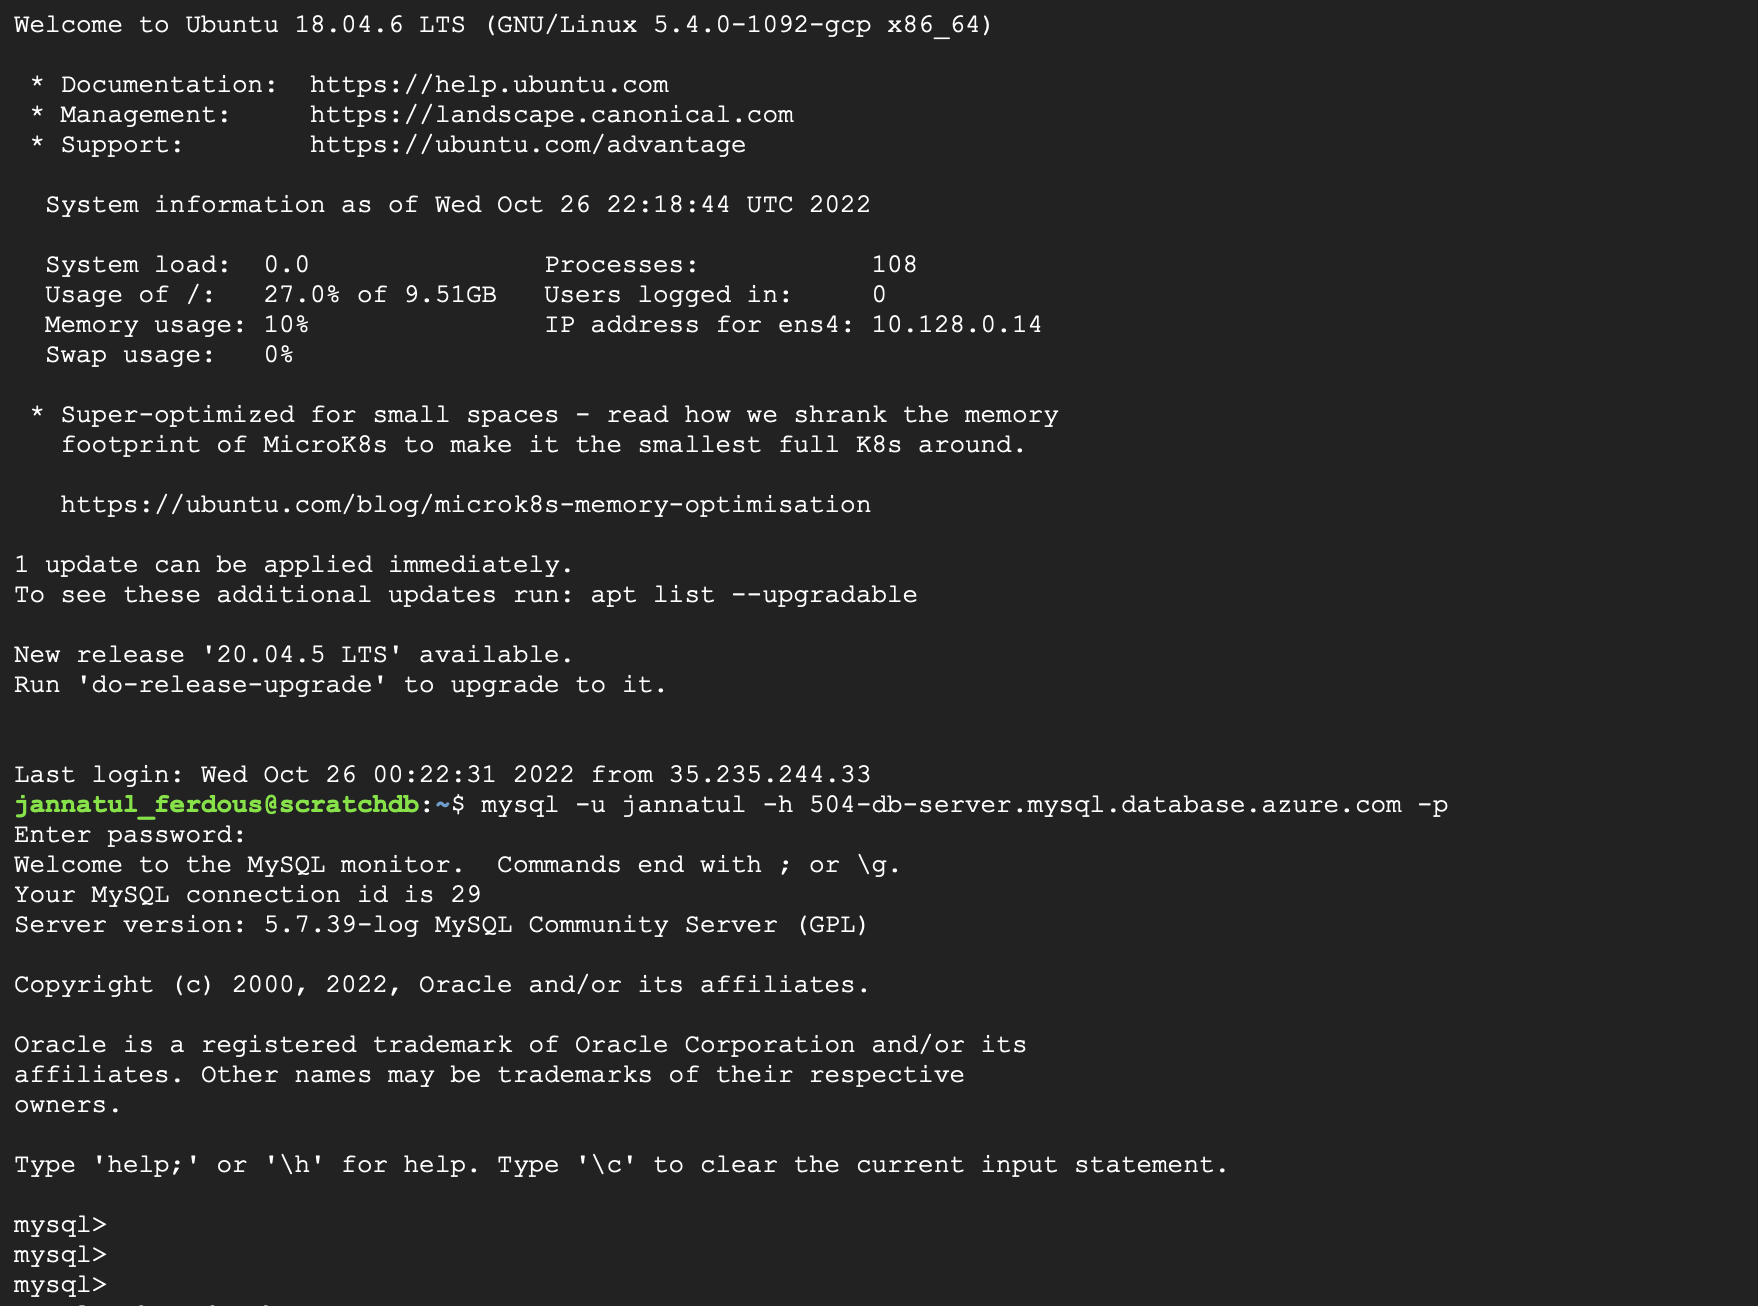 Welcome to Ubuntu 18.04.6 LTS (GNU/Linux 5.4.0-1092-gcp x86_64)
* Documentation:  https://help.ubuntu.com
* Management:     https://landscape.canonical.com
* Support:        https://ubuntu.com/advantage
System information as of Wed Oct 26 22:18:44 UTC 2022
System load:  0.0               Processes:           108
Usage of /:   27.0% of 9.51GB   Users logged in:     0
Memory usage: 10%               IP address for ens4: 10.128.0.14
Swap usage:   0%
* Super-optimized for small spaces - read how we shrank the memory
footprint of MicroK8s to make it the smallest full K8s around.
https://ubuntu.com/blog/microk8s-memory-optimisation
1 update can be applied immediately.
To see these additional updates run: apt list --upgradable
New release '20.04.5 LTS' available.
Run 'do-release-upgrade' to upgrade to it.
Last login: Wed Oct 26 00:22:31 2022 from 35.235.244.33
jannatul_ferdous@scratchdb:~$ mysql -u jannatul -h 504-db-server.mysql.database.azure.com -p
Enter password:
Welcome to the MySQL monitor.  Commands end with ; or \g.
Your MySQL connection id is 29
Server version: 5.7.39-log MySQL Community Server (GPL)
Copyright (c) 2000, 2022, Oracle and/or its affiliates.
Oracle is a registered trademark of Oracle Corporation and/or its
affiliates. Other names may be trademarks of their respective
owners.
Type 'help;' or '\h' for help. Type '\c' to clear the current input statement.
mysql>
mysql>
mysql>